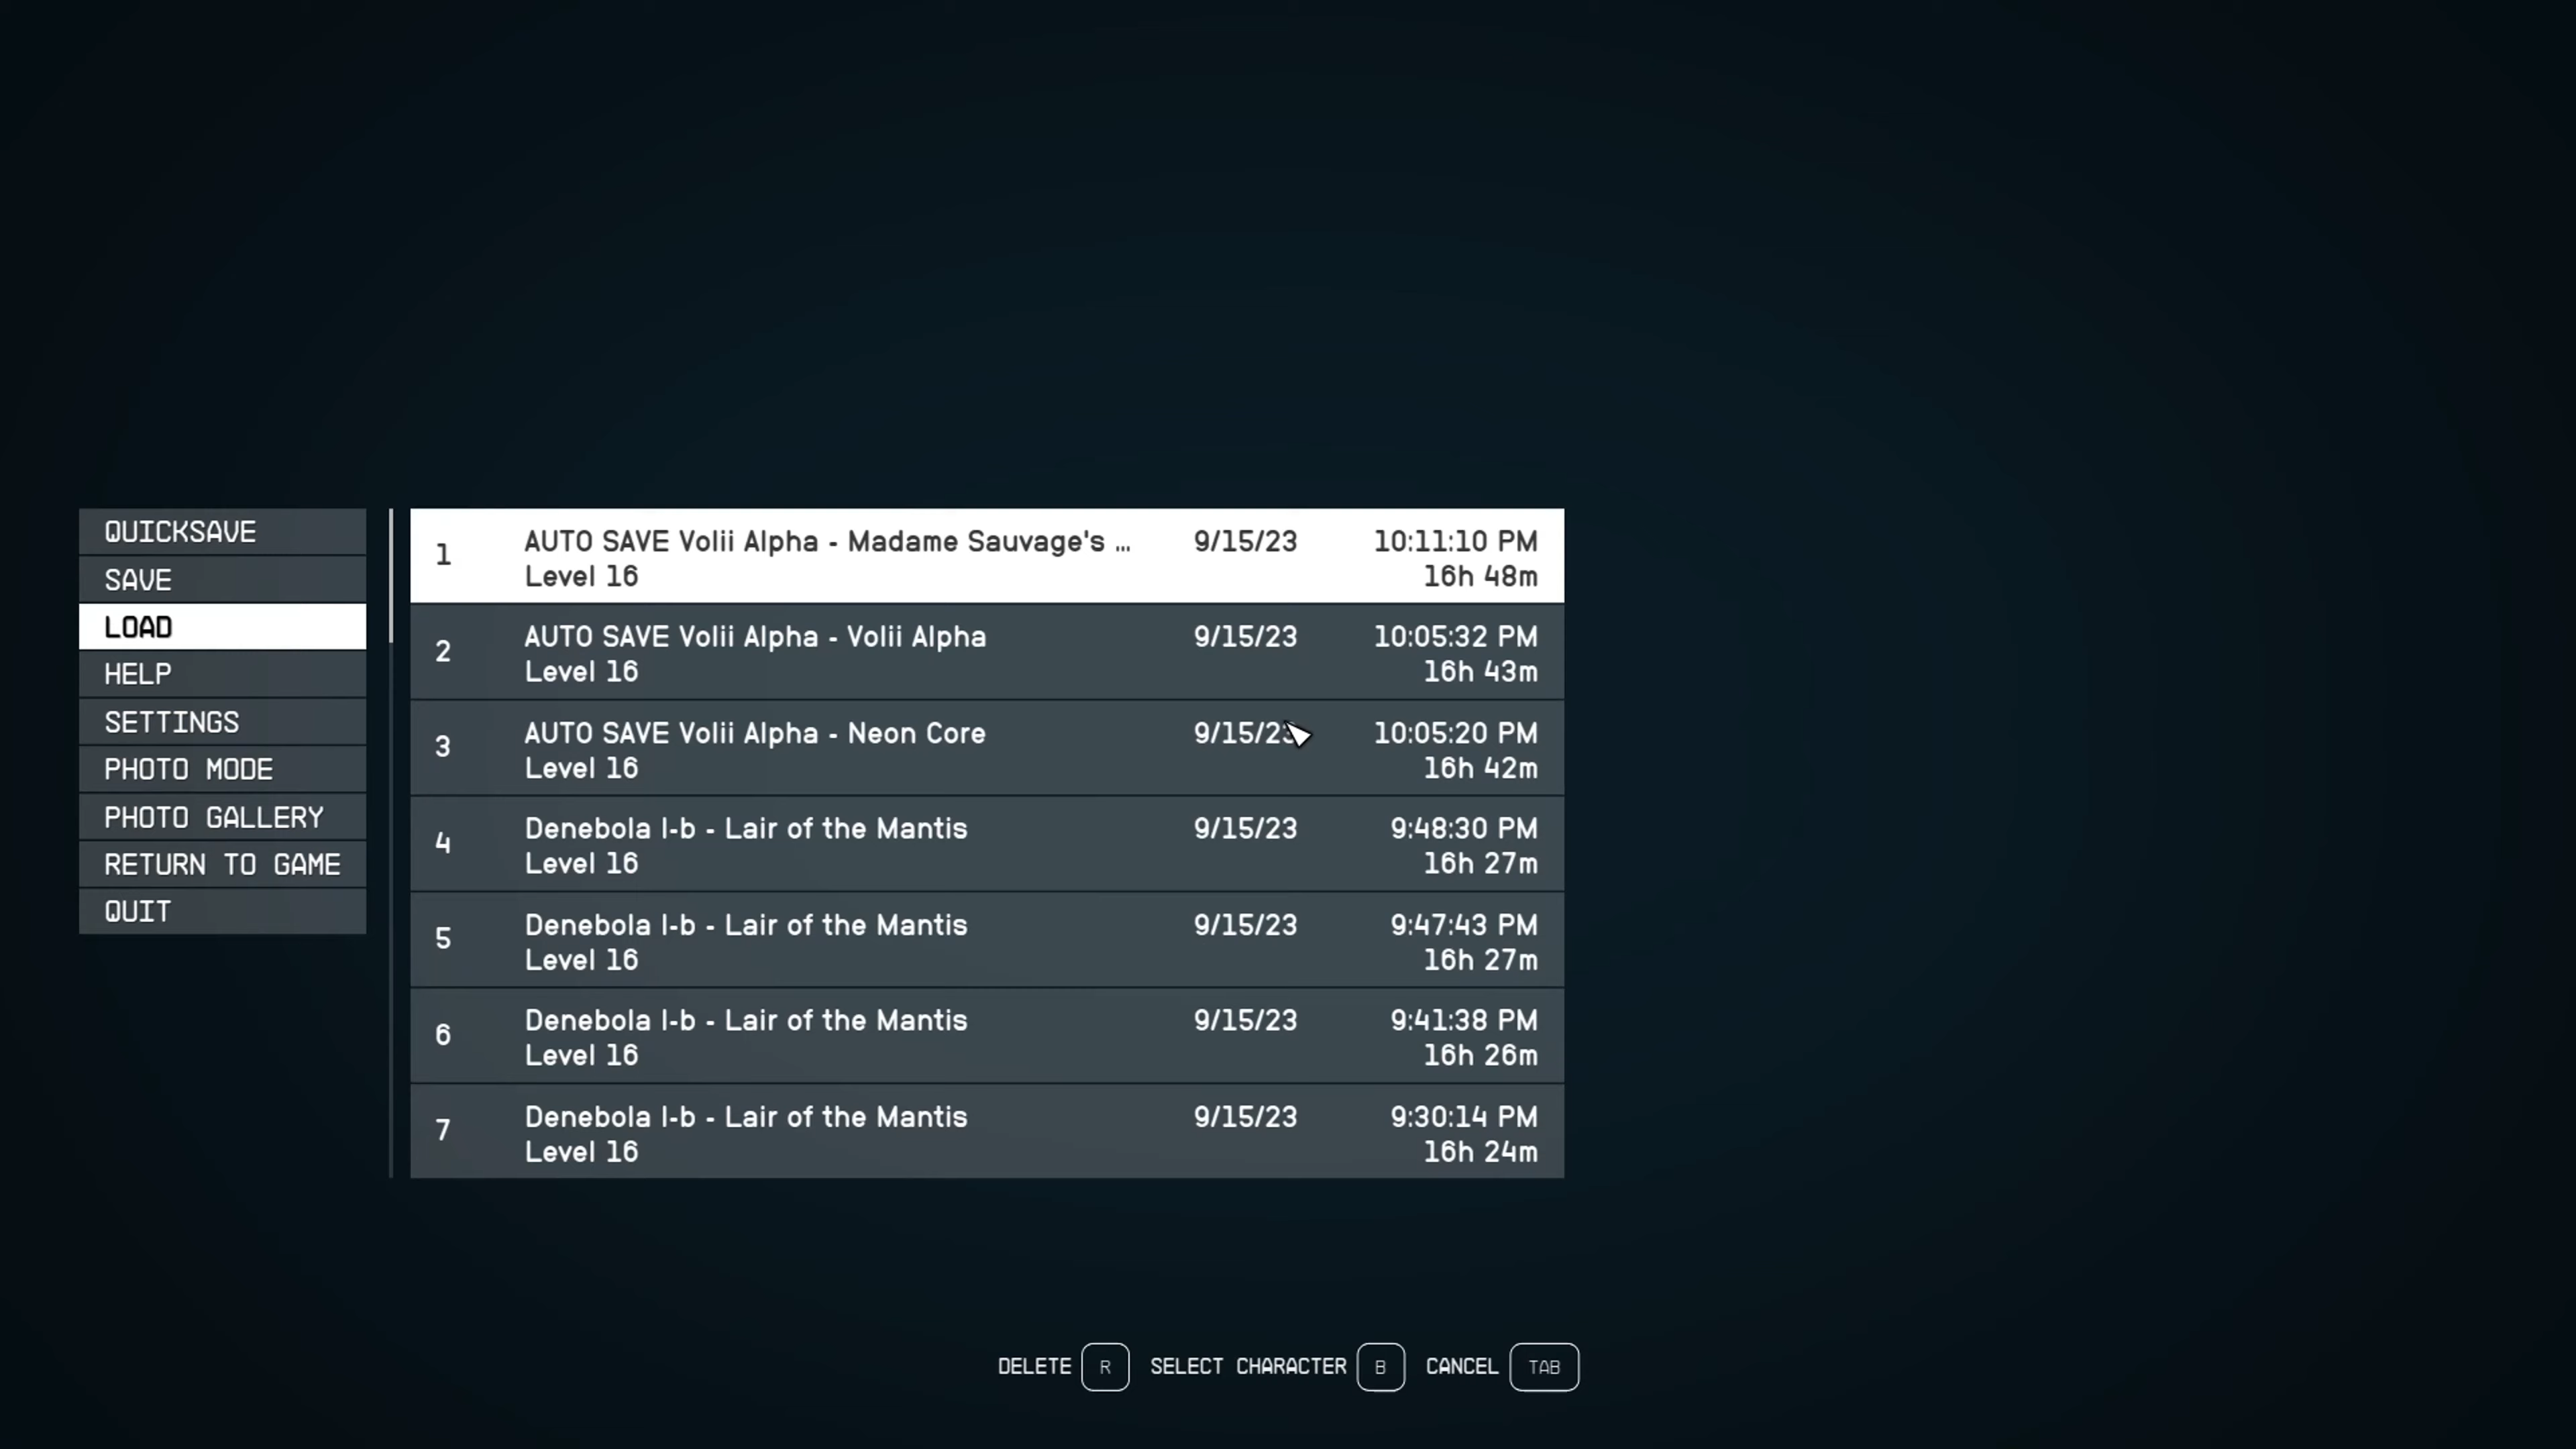 QUICKSAVE
SAVE
LOAD
HELP
SETTINGS
PHOTO MODE
PHOTO GALLERY
RETURN TO GAME
QUIT
1 AUTO SAVE Volii Alpha - Madame Sauvage's ... 9/15/23 10:11:10 PM
Level 16 16h 48m
2 AUTO SAVE Volii Alpha - Volii Alpha 9/15/23 10:05:32 PM
Level 16 16h 43m
3 AUTO SAVE Volii Alpha - Neon Core 9/15/23 10:05:20 PM
Level 16 16h 42m
4 Denebola I-b - Lair of the Mantis 9/15/23 9:48:30 PM
Level 16 16h 27m
5 Denebola I-b - Lair of the Mantis 9/15/23 9:47:43 PM
Level 16 16h 27m
6 Denebola I-b - Lair of the Mantis 9/15/23 9:41:38 PM
Level 16 16h 26m
7 Denebola I-b - Lair of the Mantis 9/15/23 9:30:14 PM
Level 16 16h 24m
DELETE R SELECT CHARACTER B CANCEL TAB